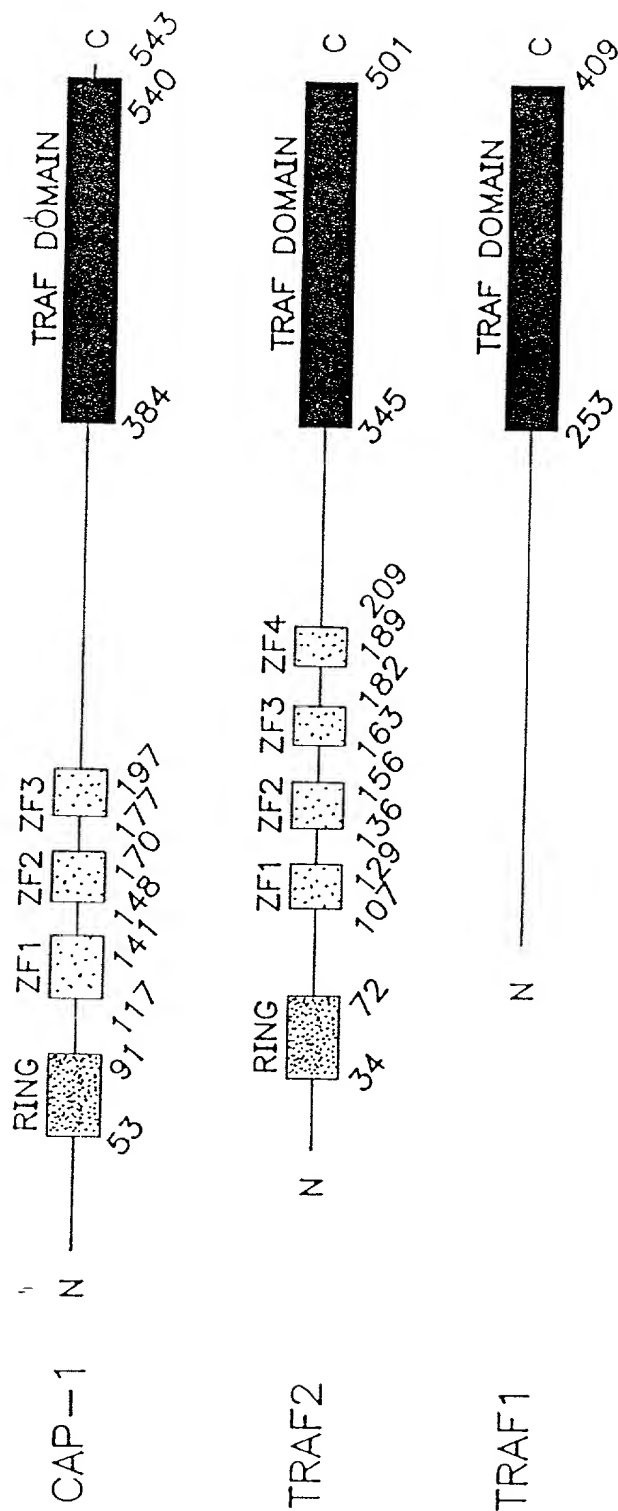 CAP-1
N
RING
ZF1
ZF2
ZF3
TRAF DOMAIN
C
53
91
117
141
148
170
177
197
384
540
543
TRAF2
N
RING
ZF1
ZF2
ZF3
ZF4
TRAF DOMAIN
C
34
72
107
129
136
156
163
182
189
209
345
501
TRAF1
N
TRAF DOMAIN
C
253
409